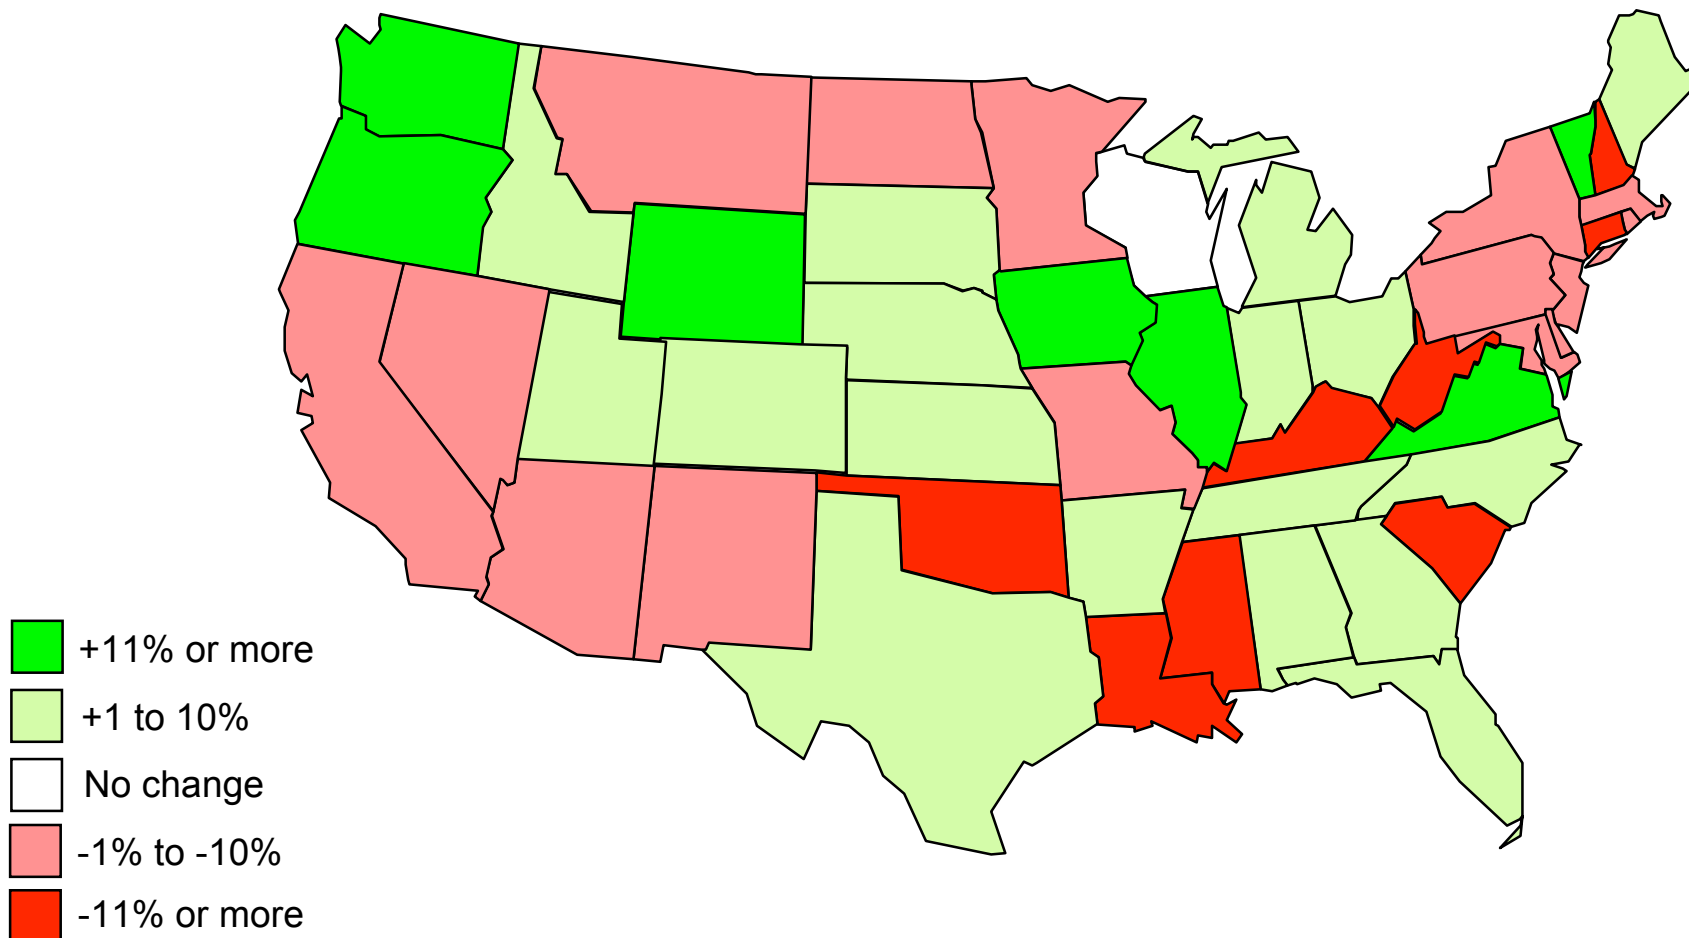 +11% or more
+1 to 10%
No change
-1% to -10%
-11% or more